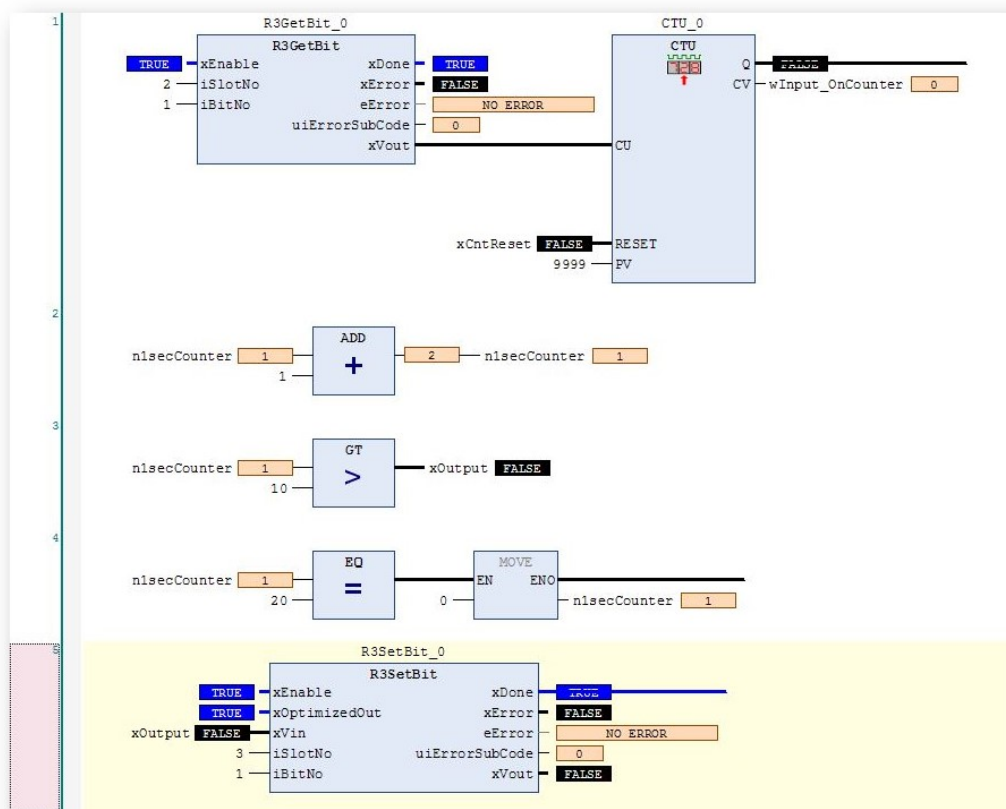 1
R3GetBit_0
CTU_0
R3GetBit
CTU
TRUE xEnable xDone TRUE
Q FALSE
2 iSlotNo xError FALSE
CV wInput_OnCounter 0
1 iBitNo eError NO ERROR
uiErrorSubCode 0
xVout
CU
xCntReset FALSE RESET
9999 PV
2
ADD
n1secCounter 1 + 2 n1secCounter 1
1
3
GT
n1secCounter 1 > xOutput FALSE
10
4
EQ
MOVE
n1secCounter 1 = EN ENO
20
0 n1secCounter 1
5
R3SetBit_0
R3SetBit
TRUE xEnable xDone TRUE
TRUE xOptimizedOut xError FALSE
xOutput FALSE xVin eError NO ERROR
3 iSlotNo uiErrorSubCode 0
1 iBitNo xVout FALSE